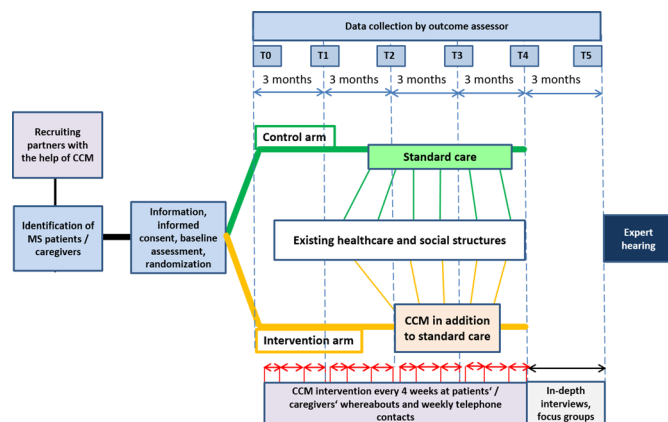 Data collection by outcome assessor
T0 T1 T2 T3 T4 T5
3 months 3 months 3 months 3 months 3 months
Recruiting
partners with
the help of CCM
Control arm
Standard care
Identification of
MS patients /
caregivers
Information,
informed
consent, baseline
assessment,
randomization
Existing healthcare and social structures
Expert
hearing
CCM in addition
to standard care
Intervention arm
CCM intervention every 4 weeks at patients‘ /
caregivers‘ whereabouts and weekly telephone
contacts
In-depth
interviews,
focus groups